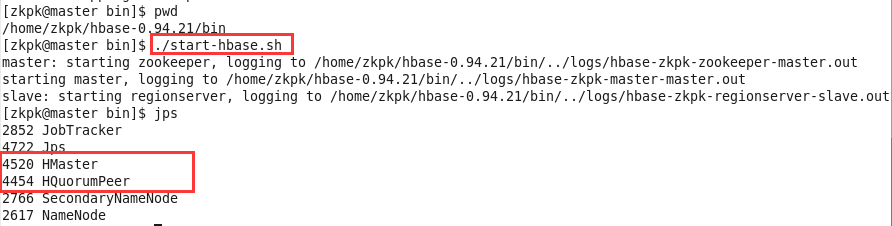 [zkpk@master bin]$ pwd
/home/zkpk/hbase-0.94.21/bin
[zkpk@master bin]$ ./start-hbase.sh
master: starting zookeeper, logging to /home/zkpk/hbase-0.94.21/bin/../logs/hbase-zkpk-zookeeper-master.out
starting master, logging to /home/zkpk/hbase-0.94.21/bin/../logs/hbase-zkpk-master-master.out
slave: starting regionserver, logging to /home/zkpk/hbase-0.94.21/bin/../logs/hbase-zkpk-regionserver-slave.out
[zkpk@master bin]$ jps
2852 JobTracker
4722 Jps
4520 HMaster
4454 HQuorumPeer
2766 SecondaryNameNode
2617 NameNode